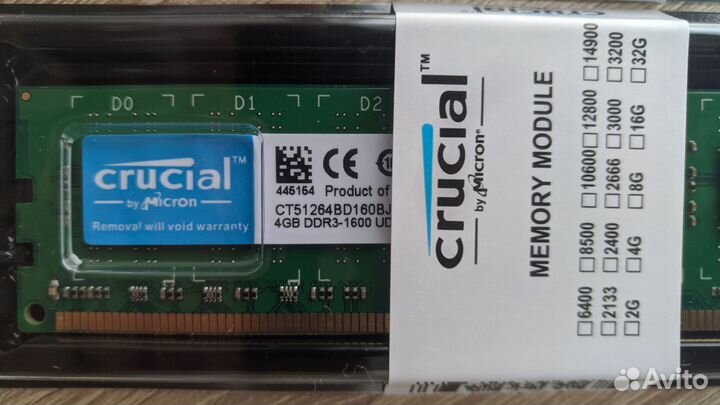 D0 D1 D2
crucial™
by Micron
Removal will void warranty
CE
445164 Product of
CT51264BD160BJ
4GB DDR3-1600 UD
crucial™
by Micron®
MEMORY MODULE
6400 8500 10600 12800 14900
2133 2400 2666 3000 3200
2G 4G 8G 16G 32G
Avito